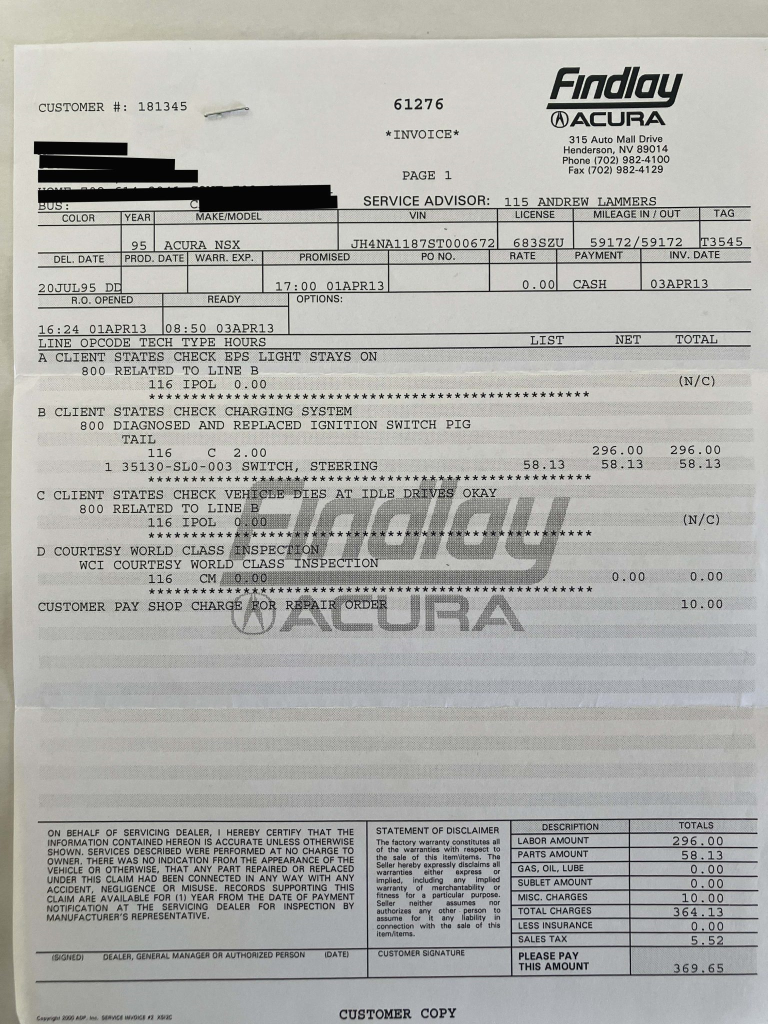 Findlay
ACURA
315 Auto Mall Drive
Henderson, NV 89014
Phone (702) 982-4100
Fax (702) 982-4129
CUSTOMER #: 181345
61276
*INVOICE*
PAGE 1
BUS:
SERVICE ADVISOR: 115 ANDREW LAMMERS
COLOR YEAR MAKE/MODEL VIN LICENSE MILEAGE IN / OUT TAG
95 ACURA NSX JH4NA1187ST000672 683SZU 59172/59172 T3545
DEL. DATE PROD. DATE WARR. EXP. PROMISED PO NO. RATE PAYMENT INV. DATE
20JUL95 DD 17:00 01APR13 0.00 CASH 03APR13
R.O. OPENED READY OPTIONS:
16:24 01APR13 08:50 03APR13
LINE OPCODE TECH TYPE HOURS LIST NET TOTAL
A CLIENT STATES CHECK EPS LIGHT STAYS ON
800 RELATED TO LINE B
116 IPOL 0.00 (N/C)
*****************************************************
B CLIENT STATES CHECK CHARGING SYSTEM
800 DIAGNOSED AND REPLACED IGNITION SWITCH PIG
TAIL
116 C 2.00 296.00 296.00
1 35130-SL0-003 SWITCH, STEERING 58.13 58.13 58.13
*****************************************************
C CLIENT STATES CHECK VEHICLE DIES AT IDLE DRIVES OKAY
800 RELATED TO LINE B
116 IPOL 0.00 (N/C)
*****************************************************
D COURTESY WORLD CLASS INSPECTION
WCI COURTESY WORLD CLASS INSPECTION
116 CM 0.00 0.00 0.00
*****************************************************
CUSTOMER PAY SHOP CHARGE FOR REPAIR ORDER 10.00
Findlay
ACURA
ON BEHALF OF SERVICING DEALER, I HEREBY CERTIFY THAT THE
INFORMATION CONTAINED HEREON IS ACCURATE UNLESS OTHERWISE
SHOWN. SERVICES DESCRIBED WERE PERFORMED AT NO CHARGE TO
OWNER. THERE WAS NO INDICATION FROM THE APPEARANCE OF THE
VEHICLE OR OTHERWISE, THAT ANY PART REPAIRED OR REPLACED
UNDER THIS CLAIM HAD BEEN CONNECTED IN ANY WAY WITH ANY
ACCIDENT, NEGLIGENCE OR MISUSE. RECORDS SUPPORTING THIS
CLAIM ARE AVAILABLE FOR (1) YEAR FROM THE DATE OF PAYMENT
NOTIFICATION AT THE SERVICING DEALER FOR INSPECTION BY
MANUFACTURER'S REPRESENTATIVE.
(SIGNED) DEALER, GENERAL MANAGER OR AUTHORIZED PERSON (DATE)
STATEMENT OF DISCLAIMER
The factory warranty constitutes all
of the warranties with respect to
the sale of this item/items. The
Seller hereby expressly disclaims all
warranties either express or
implied, including any implied
warranty of merchantability or
fitness for a particular purpose.
Seller neither assumes nor
authorizes any other person to
assume for it any liability in
connection with the sale of this
item/items.
CUSTOMER SIGNATURE
DESCRIPTION TOTALS
LABOR AMOUNT 296.00
PARTS AMOUNT 58.13
GAS, OIL, LUBE 0.00
SUBLET AMOUNT 0.00
MISC. CHARGES 10.00
TOTAL CHARGES 364.13
LESS INSURANCE 0.00
SALES TAX 5.52
PLEASE PAY
THIS AMOUNT 369.65
Copyright 2000 ADP, Inc. SERVICE INVOICE
CUSTOMER COPY